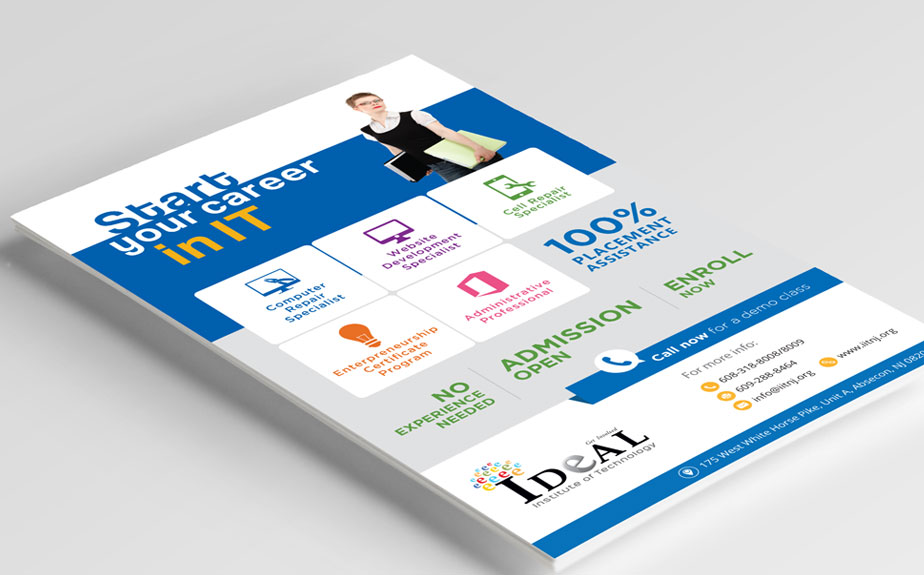 Start
your career
in IT
Computer
Repair
Specialist
Website
Development
Specialist
Cell Repair
Specialist
Enterpreneurship
Certificate
Program
Administrative
Professional
100%
PLACEMENT
ASSISTANCE
NO
EXPERIENCE
NEEDED
ADMISSION
OPEN
ENROLL
NOW
Call now for a demo class
For more info:
608-318-8008/8009
609-288-8464
info@iitnj.org
www.iitnj.org
Get Involved
IDeAL
Institute of Technology
175 West White Horse Pike, Unit A, Absecon, NJ 0820